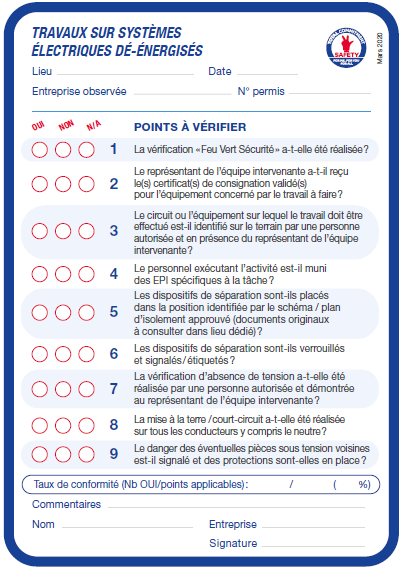 TRAVAUX SUR SYSTÈMES
ÉLECTRIQUES DÉ-ÉNERGISÉS
SAFETY
Mars 2020
Lieu
Date
Entreprise observée
N° permis
OUI NON N/A
POINTS À VÉRIFIER
1 La vérification «Feu Vert Sécurité» a-t-elle été réalisée?
2 Le représentant de l'équipe intervenante a-t-il reçu
le(s) certificat(s) de consignation validé(s)
pour l'équipement concerné par le travail à faire?
3 Le circuit ou l'équipement sur lequel le travail doit être
effectué est-il identifié sur le terrain par une personne
autorisée et en présence du représentant de l'équipe
intervenante?
4 Le personnel exécutant l'activité est-il muni
des EPI spécifiques à la tâche?
5 Les dispositifs de séparation sont-ils placés
dans la position identifiée par le schéma / plan
d'isolement approuvé (documents originaux
à consulter dans lieu dédié)?
6 Les dispositifs de séparation sont-ils verrouillés
et signalés/étiquetés?
7 La vérification d'absence de tension a-t-elle été
réalisée par une personne autorisée et démontrée
au représentant de l'équipe intervenante?
8 La mise à la terre /court-circuit a-t-elle été réalisée
sur tous les conducteurs y compris le neutre?
9 Le danger des éventuelles pièces sous tension voisines
est-il signalé et des protections sont-elles en place?
Taux de conformité (Nb OUI/points applicables): / ( %)
Commentaires
Nom
Entreprise
Signature